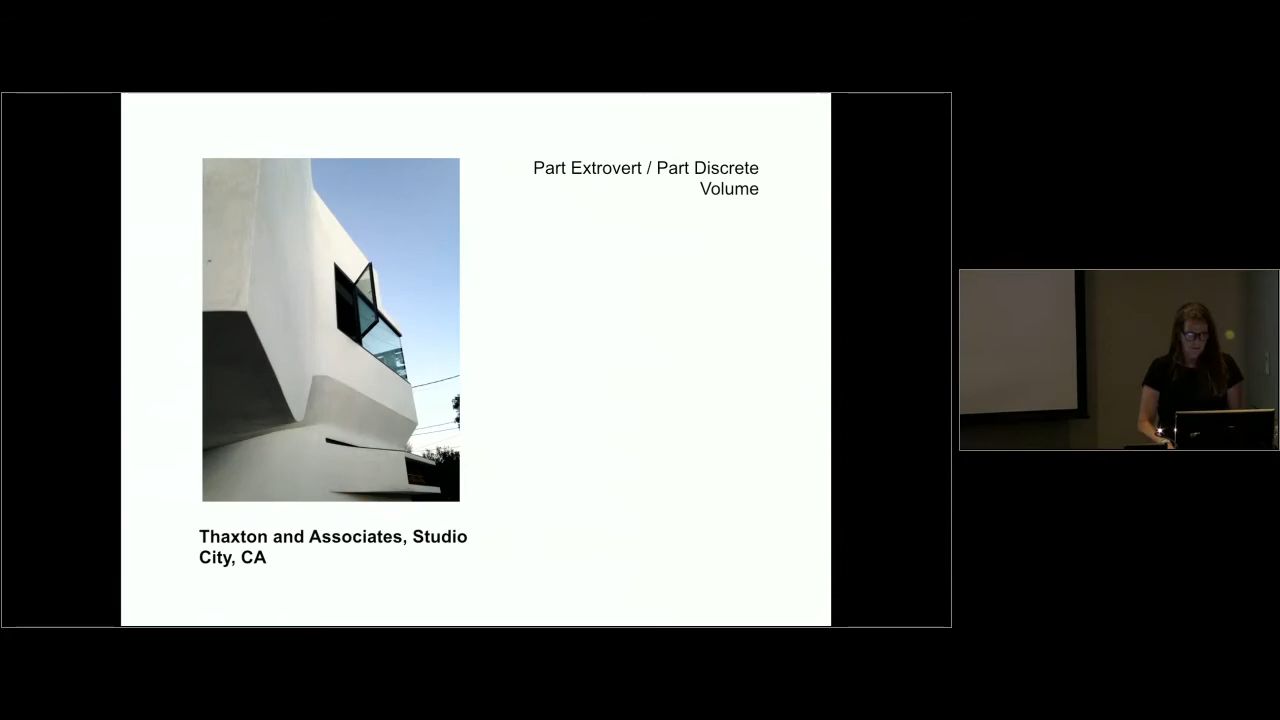 Part Extrovert / Part Discrete
Volume
Thaxton and Associates, Studio
City, CA